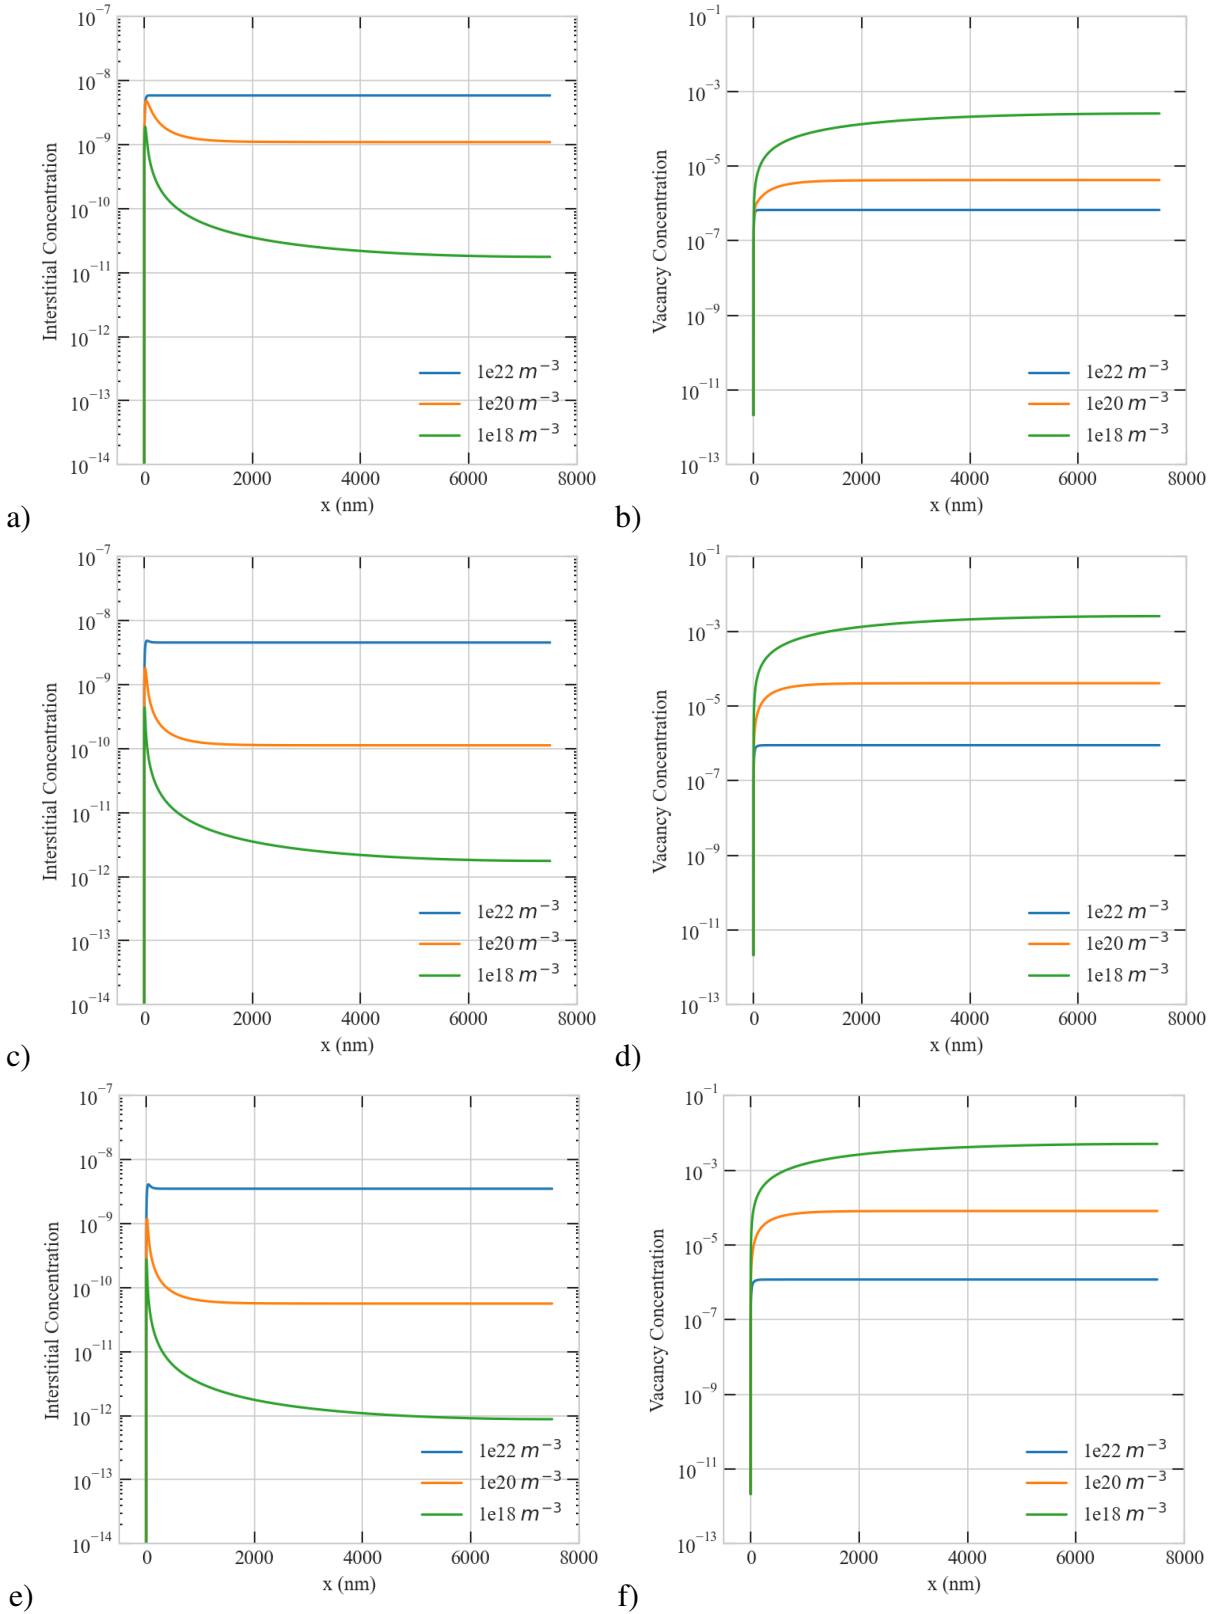 10⁻⁷
10⁻⁸
10⁻⁹
10⁻¹⁰
10⁻¹¹
10⁻¹²
10⁻¹³
10⁻¹⁴
Interstitial Concentration
1e22 m⁻³
1e20 m⁻³
1e18 m⁻³
0 2000 4000 6000 8000
x (nm)
a)
10⁻¹
10⁻³
10⁻⁵
10⁻⁷
10⁻⁹
10⁻¹¹
10⁻¹³
Vacancy Concentration
1e22 m⁻³
1e20 m⁻³
1e18 m⁻³
0 2000 4000 6000 8000
x (nm)
b)
10⁻⁷
10⁻⁸
10⁻⁹
10⁻¹⁰
10⁻¹¹
10⁻¹²
10⁻¹³
10⁻¹⁴
Interstitial Concentration
1e22 m⁻³
1e20 m⁻³
1e18 m⁻³
0 2000 4000 6000 8000
x (nm)
c)
10⁻¹
10⁻³
10⁻⁵
10⁻⁷
10⁻⁹
10⁻¹¹
10⁻¹³
Vacancy Concentration
1e22 m⁻³
1e20 m⁻³
1e18 m⁻³
0 2000 4000 6000 8000
x (nm)
d)
10⁻⁷
10⁻⁸
10⁻⁹
10⁻¹⁰
10⁻¹¹
10⁻¹²
10⁻¹³
10⁻¹⁴
Interstitial Concentration
1e22 m⁻³
1e20 m⁻³
1e18 m⁻³
0 2000 4000 6000 8000
x (nm)
e)
10⁻¹
10⁻³
10⁻⁵
10⁻⁷
10⁻⁹
10⁻¹¹
10⁻¹³
Vacancy Concentration
1e22 m⁻³
1e20 m⁻³
1e18 m⁻³
0 2000 4000 6000 8000
x (nm)
f)